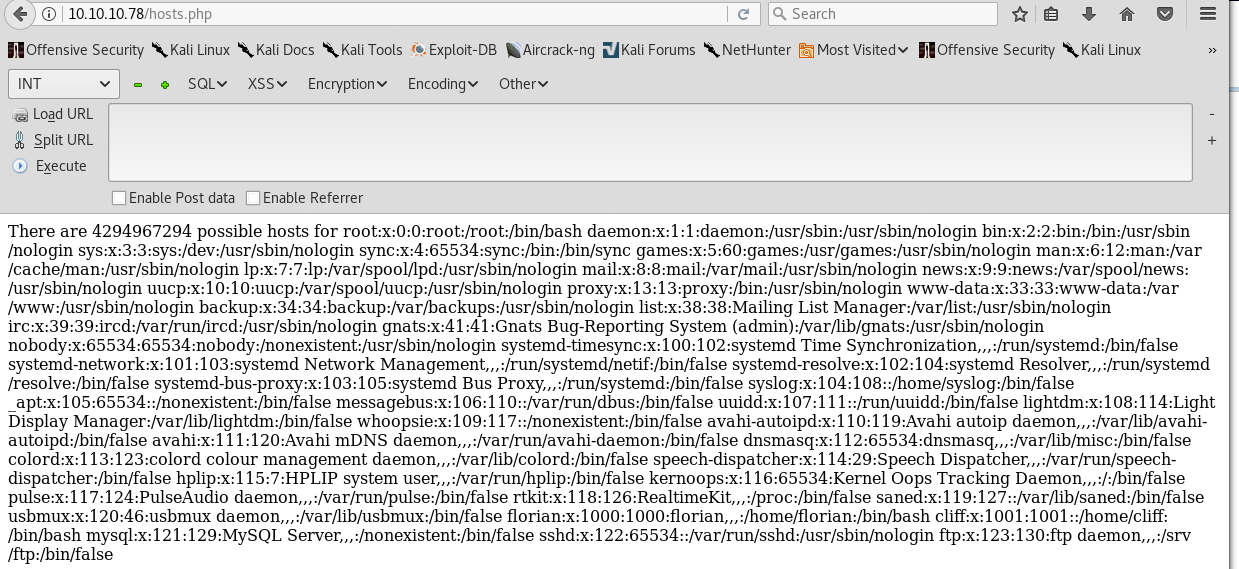 10.10.10.78/hosts.php
Search
Offensive Security Kali Linux Kali Docs Kali Tools Exploit-DB Aircrack-ng Kali Forums NetHunter Most Visited Offensive Security Kali Linux »
INT SQL XSS Encryption Encoding Other
Load URL
Split URL
Execute
-
+
Enable Post data Enable Referrer
There are 4294967294 possible hosts for root:x:0:0:root:/root:/bin/bash daemon:x:1:1:daemon:/usr/sbin:/usr/sbin/nologin bin:x:2:2:bin:/bin:/usr/sbin
/nologin sys:x:3:3:sys:/dev:/usr/sbin/nologin sync:x:4:65534:sync:/bin:/bin/sync games:x:5:60:games:/usr/games:/usr/sbin/nologin man:x:6:12:man:/var
/cache/man:/usr/sbin/nologin lp:x:7:7:lp:/var/spool/lpd:/usr/sbin/nologin mail:x:8:8:mail:/var/mail:/usr/sbin/nologin news:x:9:9:news:/var/spool/news:
/usr/sbin/nologin uucp:x:10:10:uucp:/var/spool/uucp:/usr/sbin/nologin proxy:x:13:13:proxy:/bin:/usr/sbin/nologin www-data:x:33:33:www-data:/var
/www:/usr/sbin/nologin backup:x:34:34:backup:/var/backups:/usr/sbin/nologin list:x:38:38:Mailing List Manager:/var/list:/usr/sbin/nologin
irc:x:39:39:ircd:/var/run/ircd:/usr/sbin/nologin gnats:x:41:41:Gnats Bug-Reporting System (admin):/var/lib/gnats:/usr/sbin/nologin
nobody:x:65534:65534:nobody:/nonexistent:/usr/sbin/nologin systemd-timesync:x:100:102:systemd Time Synchronization,,,:/run/systemd:/bin/false
systemd-network:x:101:103:systemd Network Management,,,:/run/systemd/netif:/bin/false systemd-resolve:x:102:104:systemd Resolver,,,:/run/systemd
/resolve:/bin/false systemd-bus-proxy:x:103:105:systemd Bus Proxy,,,:/run/systemd:/bin/false syslog:x:104:108::/home/syslog:/bin/false
_apt:x:105:65534::/nonexistent:/bin/false messagebus:x:106:110::/var/run/dbus:/bin/false uuidd:x:107:111::/run/uuidd:/bin/false lightdm:x:108:114:Light
Display Manager:/var/lib/lightdm:/bin/false whoopsie:x:109:117::/nonexistent:/bin/false avahi-autoipd:x:110:119:Avahi autoip daemon,,,:/var/lib/avahi-
autoipd:/bin/false avahi:x:111:120:Avahi mDNS daemon,,,:/var/run/avahi-daemon:/bin/false dnsmasq:x:112:65534:dnsmasq,,,:/var/lib/misc:/bin/false
colord:x:113:123:colord colour management daemon,,,:/var/lib/colord:/bin/false speech-dispatcher:x:114:29:Speech Dispatcher,,,:/var/run/speech-
dispatcher:/bin/false hplip:x:115:7:HPLIP system user,,,:/var/run/hplip:/bin/false kernoops:x:116:65534:Kernel Oops Tracking Daemon,,,:/:/bin/false
pulse:x:117:124:PulseAudio daemon,,,:/var/run/pulse:/bin/false rtkit:x:118:126:RealtimeKit,,,:/proc:/bin/false saned:x:119:127::/var/lib/saned:/bin/false
usbmux:x:120:46:usbmux daemon,,,:/var/lib/usbmux:/bin/false florian:x:1000:1000:florian,,,:/home/florian:/bin/bash cliff:x:1001:1001::/home/cliff:
/bin/bash mysql:x:121:129:MySQL Server,,,:/nonexistent:/bin/false sshd:x:122:65534::/var/run/sshd:/usr/sbin/nologin ftp:x:123:130:ftp daemon,,,:/srv
/ftp:/bin/false